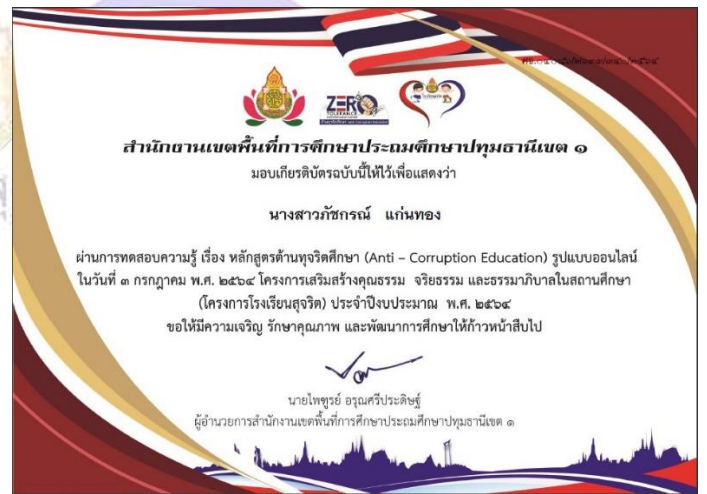 ZERO
TOLERANCE
สำนักงานเขตพื้นที่การศึกษาประถมศึกษาปทุมธานีเขต ๑
มอบเกียรติบัตรฉบับนี้ให้ไว้เพื่อแสดงว่า
นางสาวภัชกรณ์ แก่นทอง
ผ่านการทดสอบความรู้ เรื่อง หลักสูตรต้านทุจริตศึกษา (Anti – Corruption Education) รูปแบบออนไลน์
ในวันที่ ๓ กรกฎาคม พ.ศ. ๒๕๖๔ โครงการเสริมสร้างคุณธรรม จริยธรรม และธรรมาภิบาลในสถานศึกษา
(โครงการโรงเรียนสุจริต) ประจำปีงบประมาณ พ.ศ. ๒๕๖๔
ขอให้มีความเจริญ รักษาคุณภาพ และพัฒนาการศึกษาให้ก้าวหน้าสืบไป
นายไพฑูรย์ อรุณศรีประดิษฐ์
ผู้อำนวยการสำนักงานเขตพื้นที่การศึกษาประถมศึกษาปทุมธานีเขต ๑